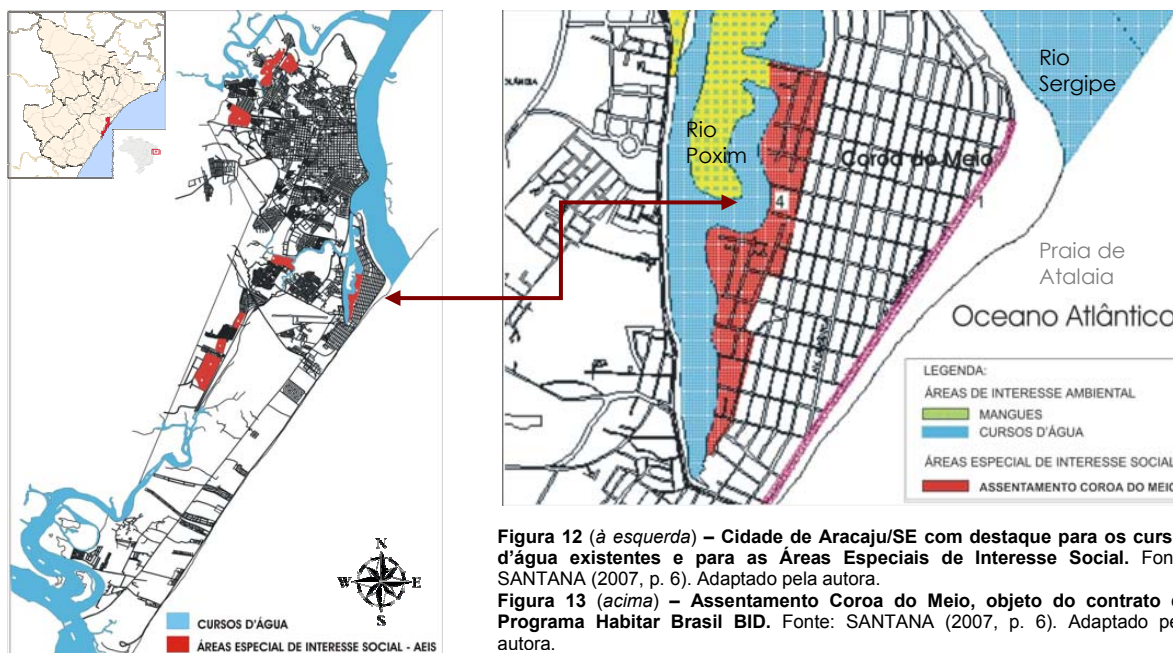 N
W E
S
CURSOS D'ÁGUA
ÁREAS ESPECIAL DE INTERESSE SOCIAL - AEIS
Rio
Sergipe
Rio
Poxim
Coroa do Meio
4
Praia de
Atalaia
Oceano Atlântico
LEGENDA:
ÁREAS DE INTERESSE AMBIENTAL
MANGUES
CURSOS D'ÁGUA
ÁREAS ESPECIAL DE INTERESSE SOCIAL
ASSENTAMENTO COROA DO MEIO
Figura 12 (à esquerda) – Cidade de Aracaju/SE com destaque para os curs
d'água existentes e para as Áreas Especiais de Interesse Social. Fon
SANTANA (2007, p. 6). Adaptado pela autora.
Figura 13 (acima) – Assentamento Coroa do Meio, objeto do contrato
Programa Habitar Brasil BID. Fonte: SANTANA (2007, p. 6). Adaptado pe
autora.